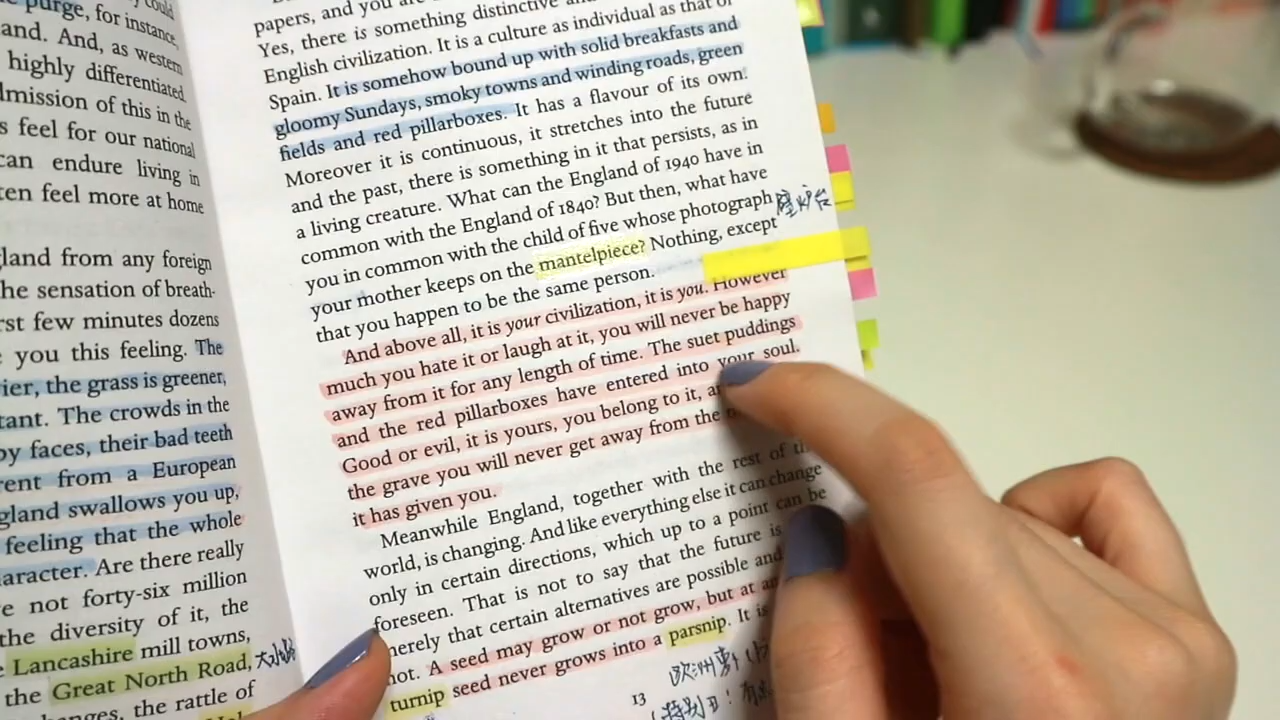 purge, for instance,
and. And, as western
highly differentiated
mission of this in the
feel for our national
can endure living in
ten feel more at home
land from any foreign
he sensation of breath-
rst few minutes dozens
you this feeling. The
ier, the grass is greener,
tant. The crowds in the
by faces, their bad teeth
rent from a European
gland swallows you up,
feeling that the whole
aracter. Are there really
not forty-six million
the diversity of it, the
Lancashire mill towns,
the Great North Road,
the rattle of
papers, and you are
Yes, there is something distinctive
English civilization. It is a culture as individual as that of
Spain. It is somehow bound up with solid breakfasts and
gloomy Sundays, smoky towns and winding roads, green
fields and red pillarboxes. It has a flavour of its own.
Moreover it is continuous, it stretches into the future
and the past, there is something in it that persists, as in
a living creature. What can the England of 1940 have in
common with the England of 1840? But then, what have
you in common with the child of five whose photograph
your mother keeps on the mantelpiece? Nothing, except
that you happen to be the same person.
And above all, it is your civilization, it is you. However
much you hate it or laugh at it, you will never be happy
away from it for any length of time. The suet puddings
and the red pillarboxes have entered into your soul.
Good or evil, it is yours, you belong to it,
the grave you will never get away from the
it has given you.
Meanwhile England, together with the rest of
world, is changing. And like everything else it can change
only in certain directions, which up to a point can be
foreseen. That is not to say that the future is
merely that certain alternatives are possible and
not. A seed may grow or not grow, but at
turnip seed never grows into a parsnip. It is
壁炉台
欧洲萝卜
13